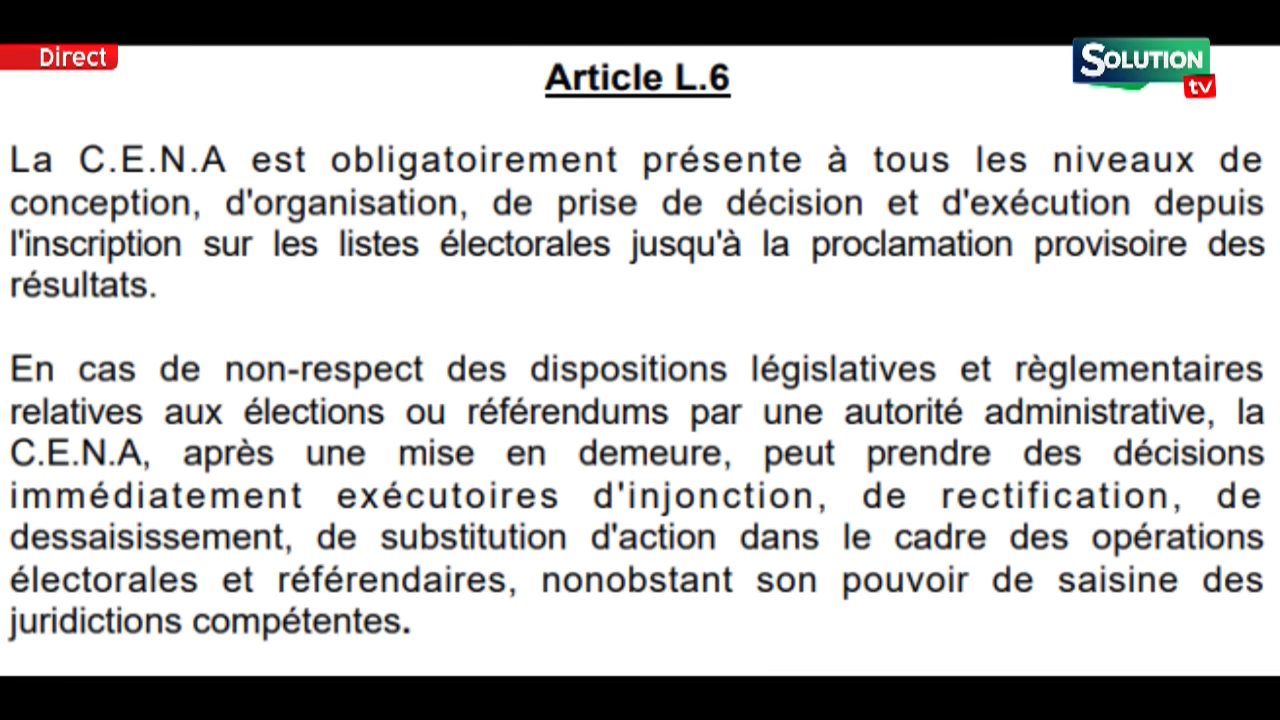 Direct
SOLUTION
tv
Article L.6
La C.E.N.A est obligatoirement présente à tous les niveaux de
conception, d'organisation, de prise de décision et d'exécution depuis
l'inscription sur les listes électorales jusqu'à la proclamation provisoire des
résultats.
En cas de non-respect des dispositions législatives et règlementaires
relatives aux élections ou référendums par une autorité administrative, la
C.E.N.A, après une mise en demeure, peut prendre des décisions
immédiatement exécutoires d'injonction, de rectification, de
dessaisissement, de substitution d'action dans le cadre des opérations
électorales et référendaires, nonobstant son pouvoir de saisine des
juridictions compétentes.